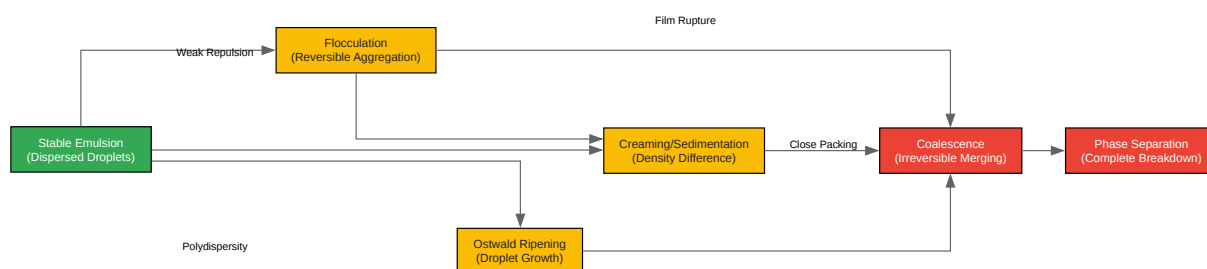 Film Rupture
Flocculation
(Reversible Aggregation)
Weak Repulsion
Stable Emulsion
(Dispersed Droplets)
Creaming/Sedimentation
(Density Difference)
Close Packing
Coalescence
(Irreversible Merging)
Phase Separation
(Complete Breakdown)
Polydispersity
Ostwald Ripening
(Droplet Growth)